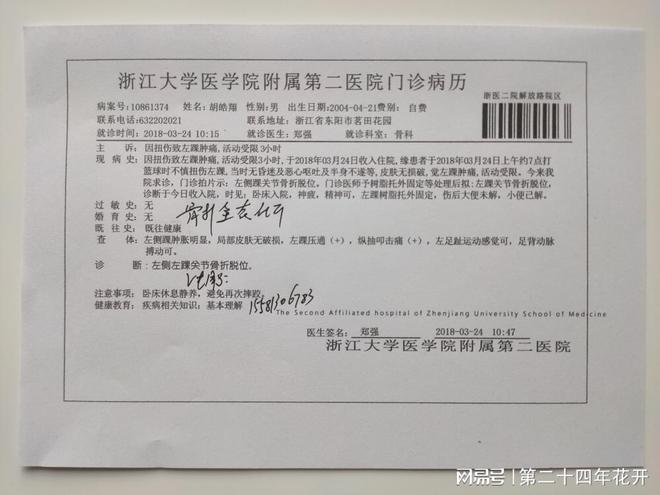 浙江大学医学院附属第二医院门诊病历
浙医二院解放路院区
病案号:10861374 姓名:胡皓翔 性别:男 出生日期:2004-04-21费别:自费
联系电话:632202021 联系地址:浙江省东阳市茗田花园
就诊时间:2018-03-24 10:15 就诊医生:郑强 就诊科室:骨科
主 诉:因扭伤致左踝肿痛,活动受限3小时
现 病 史:因扭伤致左踝肿痛,活动受限3小时,于2018年03月24日收入住院,缘患者于2018年03月24日上午约7点打
篮球时不慎扭伤左踝,当时无昏迷及恶心呕吐及半身不遂等,皮肤无损破,觉左踝肿痛,活动受限。今来我
院求诊,门诊拍片示:左侧踝关节骨折脱位。门诊医师予树脂托外固定等处理后拟:左踝关节骨折脱位,
诊断于今日收入院,时见:卧床入院,神疲,精神可,左踝树脂托外固定,伤后大便未解,小便已解。
过 敏 史:无
婚 育 史:无
既 往 史:既往健康
查 体:左侧踝肿胀明显,局部皮肤无破损,左踝压通(+),纵抽叩击痛(+),左足趾运动感觉可,足背动脉
搏动可。
诊 断:左侧左踝关节骨折脱位。
注意事项:卧床休息静养,避免再次摔跤
健康教育:疾病相关知识:基本理解
15581306783
The Second Affiliated hospital of Zhenjiang University School of Medicine
医生签名: 郑强 2018-03-24 10:47
浙江大学医学院附属第二医院
网易号 | 第二十四年花开